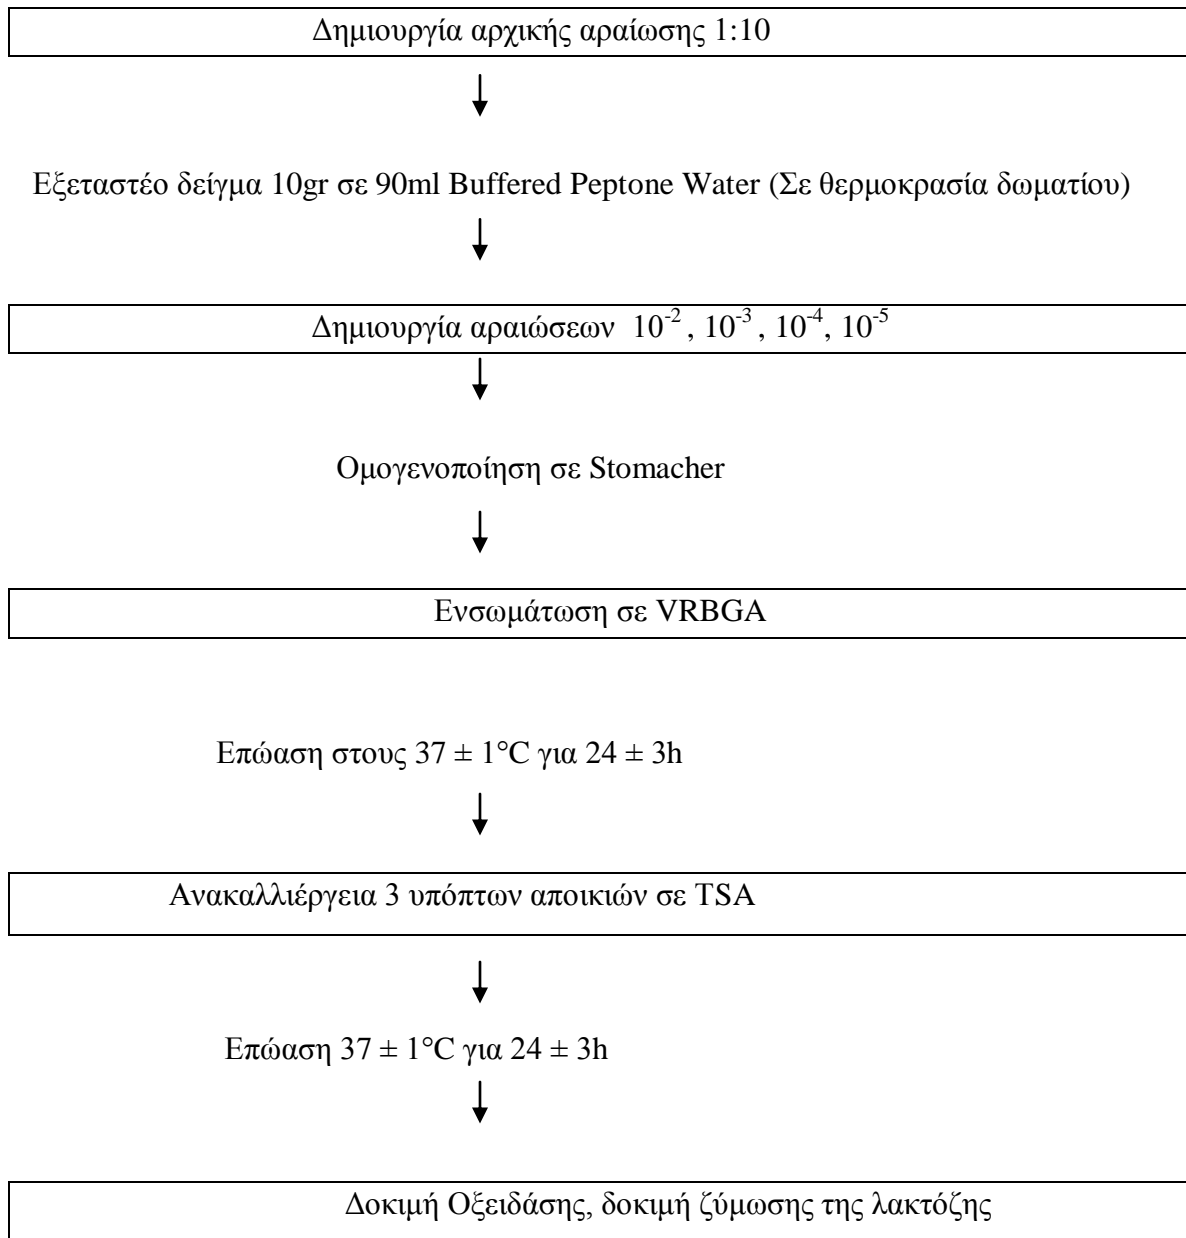 Δημιουργία αρχικής αραίωσης 1:10
Εξεταστέο δείγμα 10gr σε 90ml Buffered Peptone Water (Σε θερμοκρασία δωματίου)
Δημιουργία αραιώσεων 10⁻², 10⁻³, 10⁻⁴, 10⁻⁵
Ομογενοποίηση σε Stomacher
Ενσωμάτωση σε VRBGA
Επώαση στους 37 ± 1°C για 24 ± 3h
Ανακαλλιέργεια 3 υπόπτων αποικιών σε TSA
Επώαση 37 ± 1°C για 24 ± 3h
Δοκιμή Οξειδάσης, δοκιμή ζύμωσης της λακτόζης